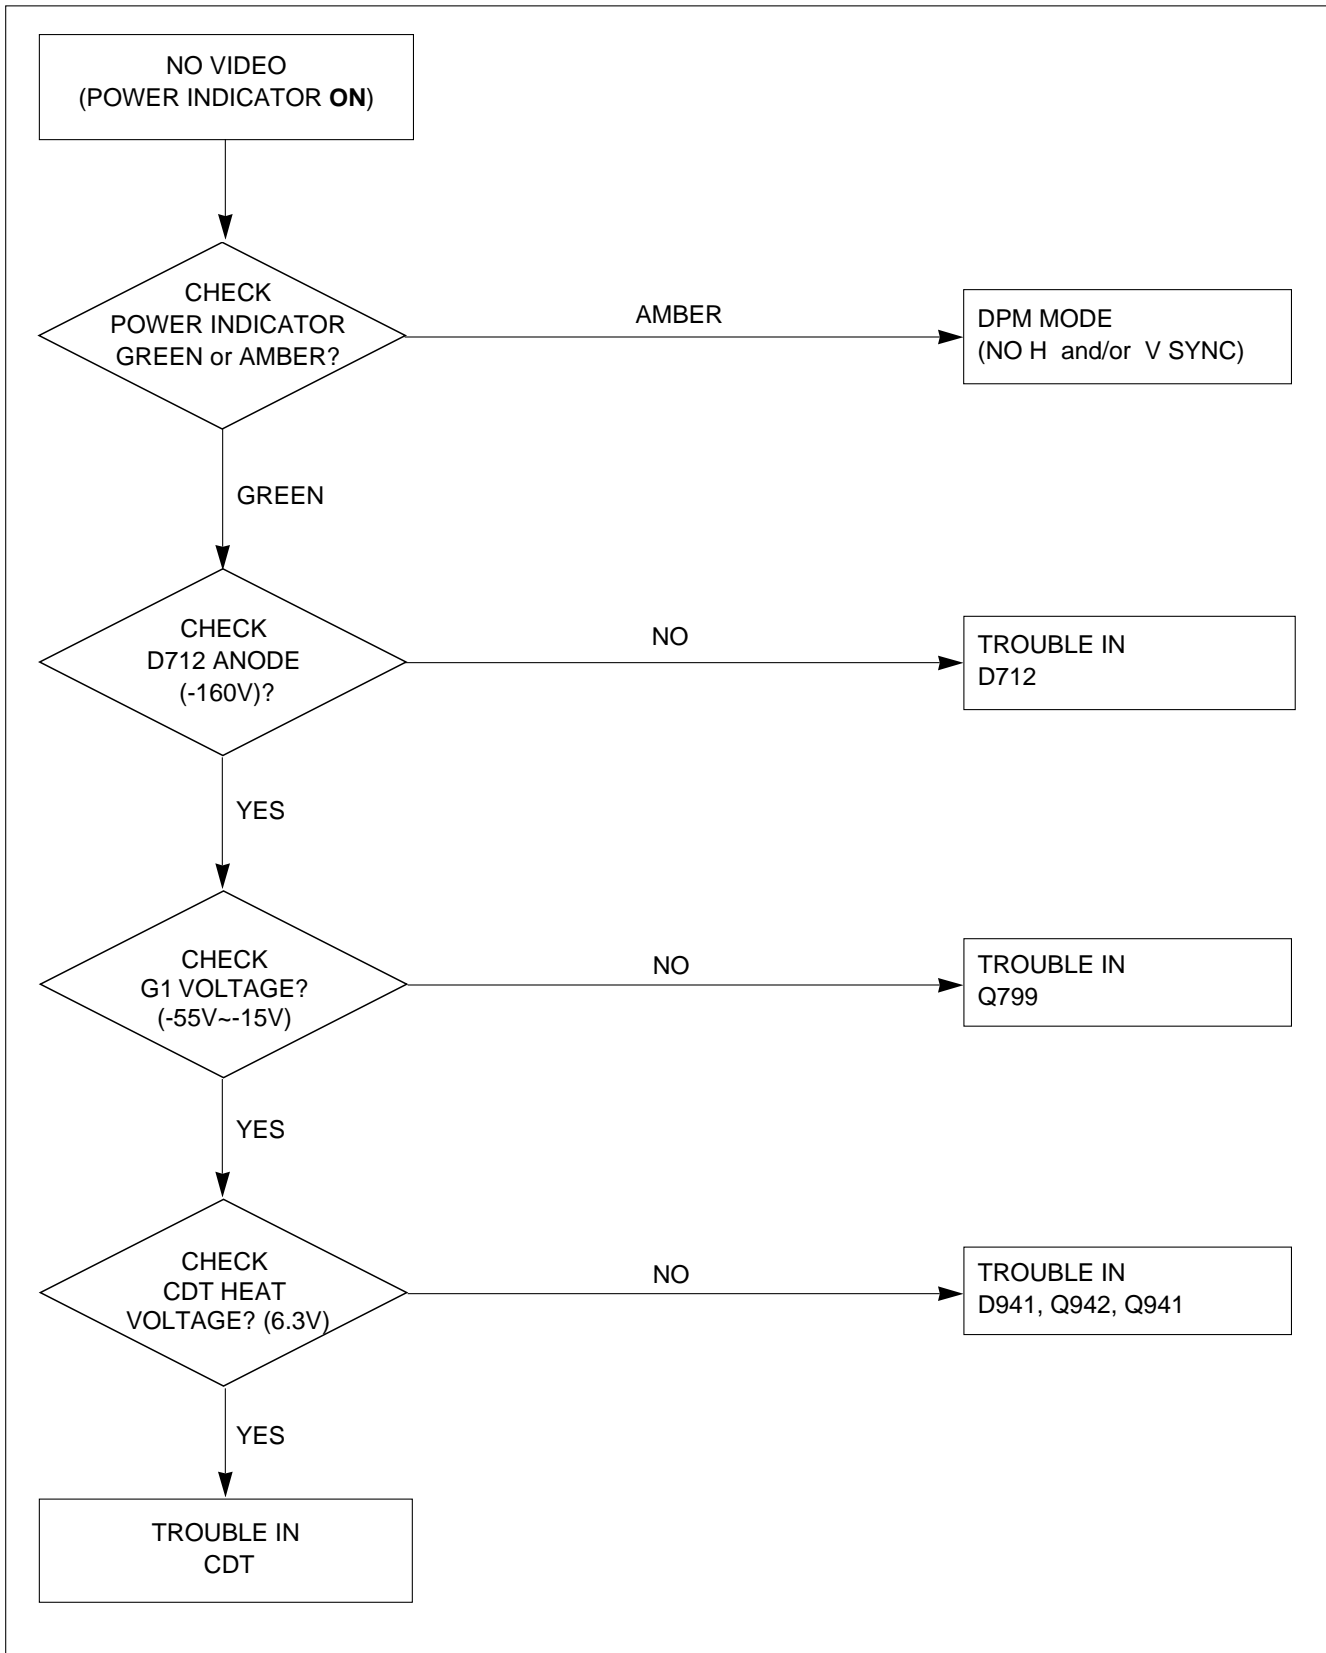 NO VIDEO
(POWER INDICATOR ON)
CHECK
POWER INDICATOR
GREEN or AMBER?
AMBER
DPM MODE
(NO H and/or V SYNC)
GREEN
CHECK
D712 ANODE
(-160V)?
NO
TROUBLE IN
D712
YES
CHECK
G1 VOLTAGE?
(-55V~-15V)
NO
TROUBLE IN
Q799
YES
CHECK
CDT HEAT
VOLTAGE? (6.3V)
NO
TROUBLE IN
D941, Q942, Q941
YES
TROUBLE IN
CDT